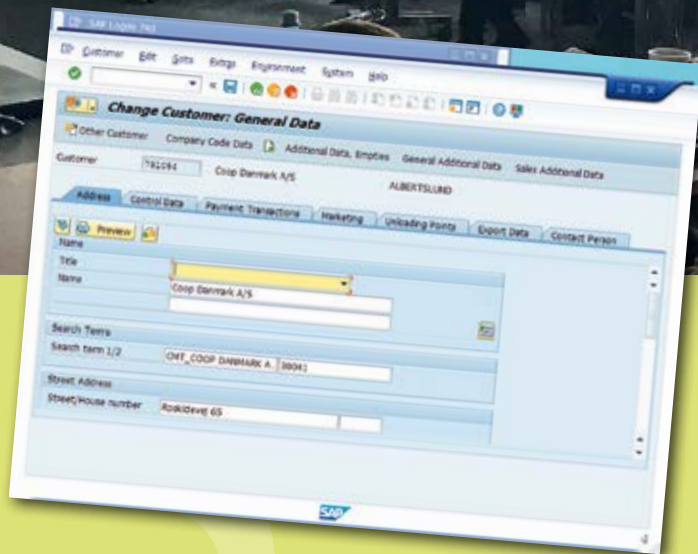 SAP Logon 740
Customer Edit Goto Extras Environment System Help
Change Customer: General Data
Other Customer Company Code Data Additional Data, Empties General Additional Data Sales Additional Data
Customer Coop Danmark A/S ALBERTSLUND
Address Control Data Payment Transactions Marketing Unloading Points Export Data Contact Person
Preview
Name
Title
Name Coop Danmark A/S
Search Terms
Search term 1/2 CMT_COOP DANMARK A.
Street Address
Street/House number Roskildevej 65
SAP